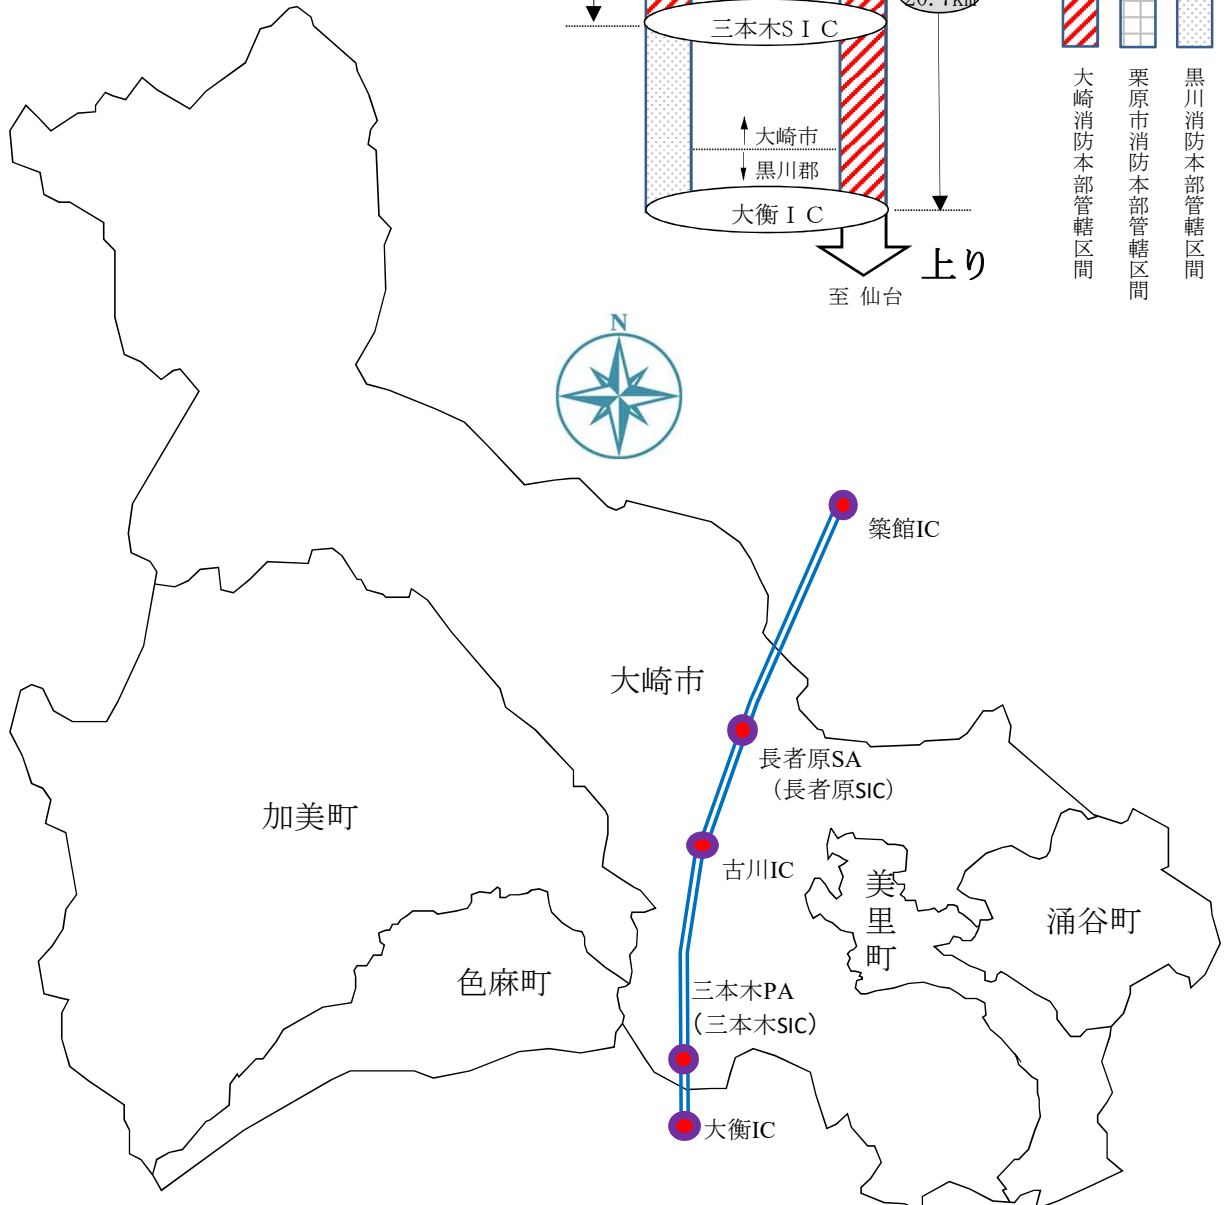 20.7km
三本木SIC
大崎市
黒川郡
大衡IC
上り
至 仙台
大崎消防本部管轄区間
栗原市消防本部管轄区間
黒川消防本部管轄区間
N
築館IC
大崎市
長者原SA
(長者原SIC)
加美町
古川IC
美里町
涌谷町
色麻町
三本木PA
(三本木SIC)
大衡IC